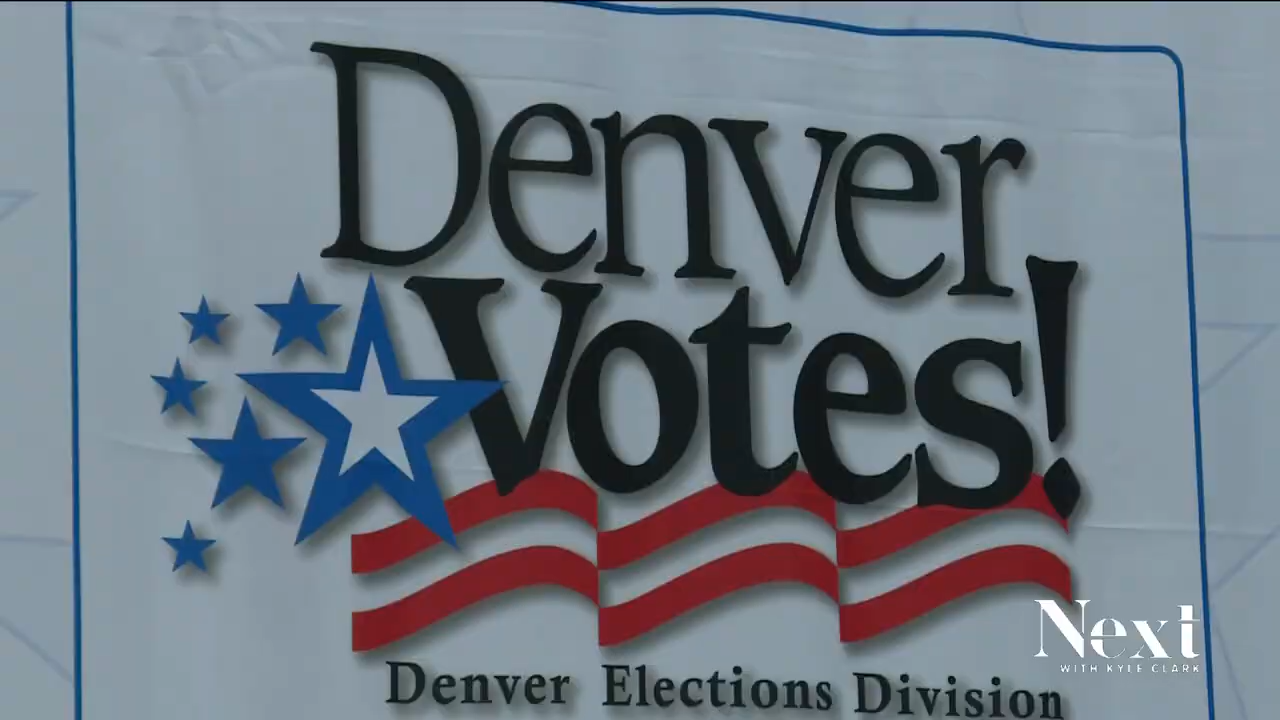 Denver
Votes!
Denver Elections Division
Next
WITH KYLE CLARK